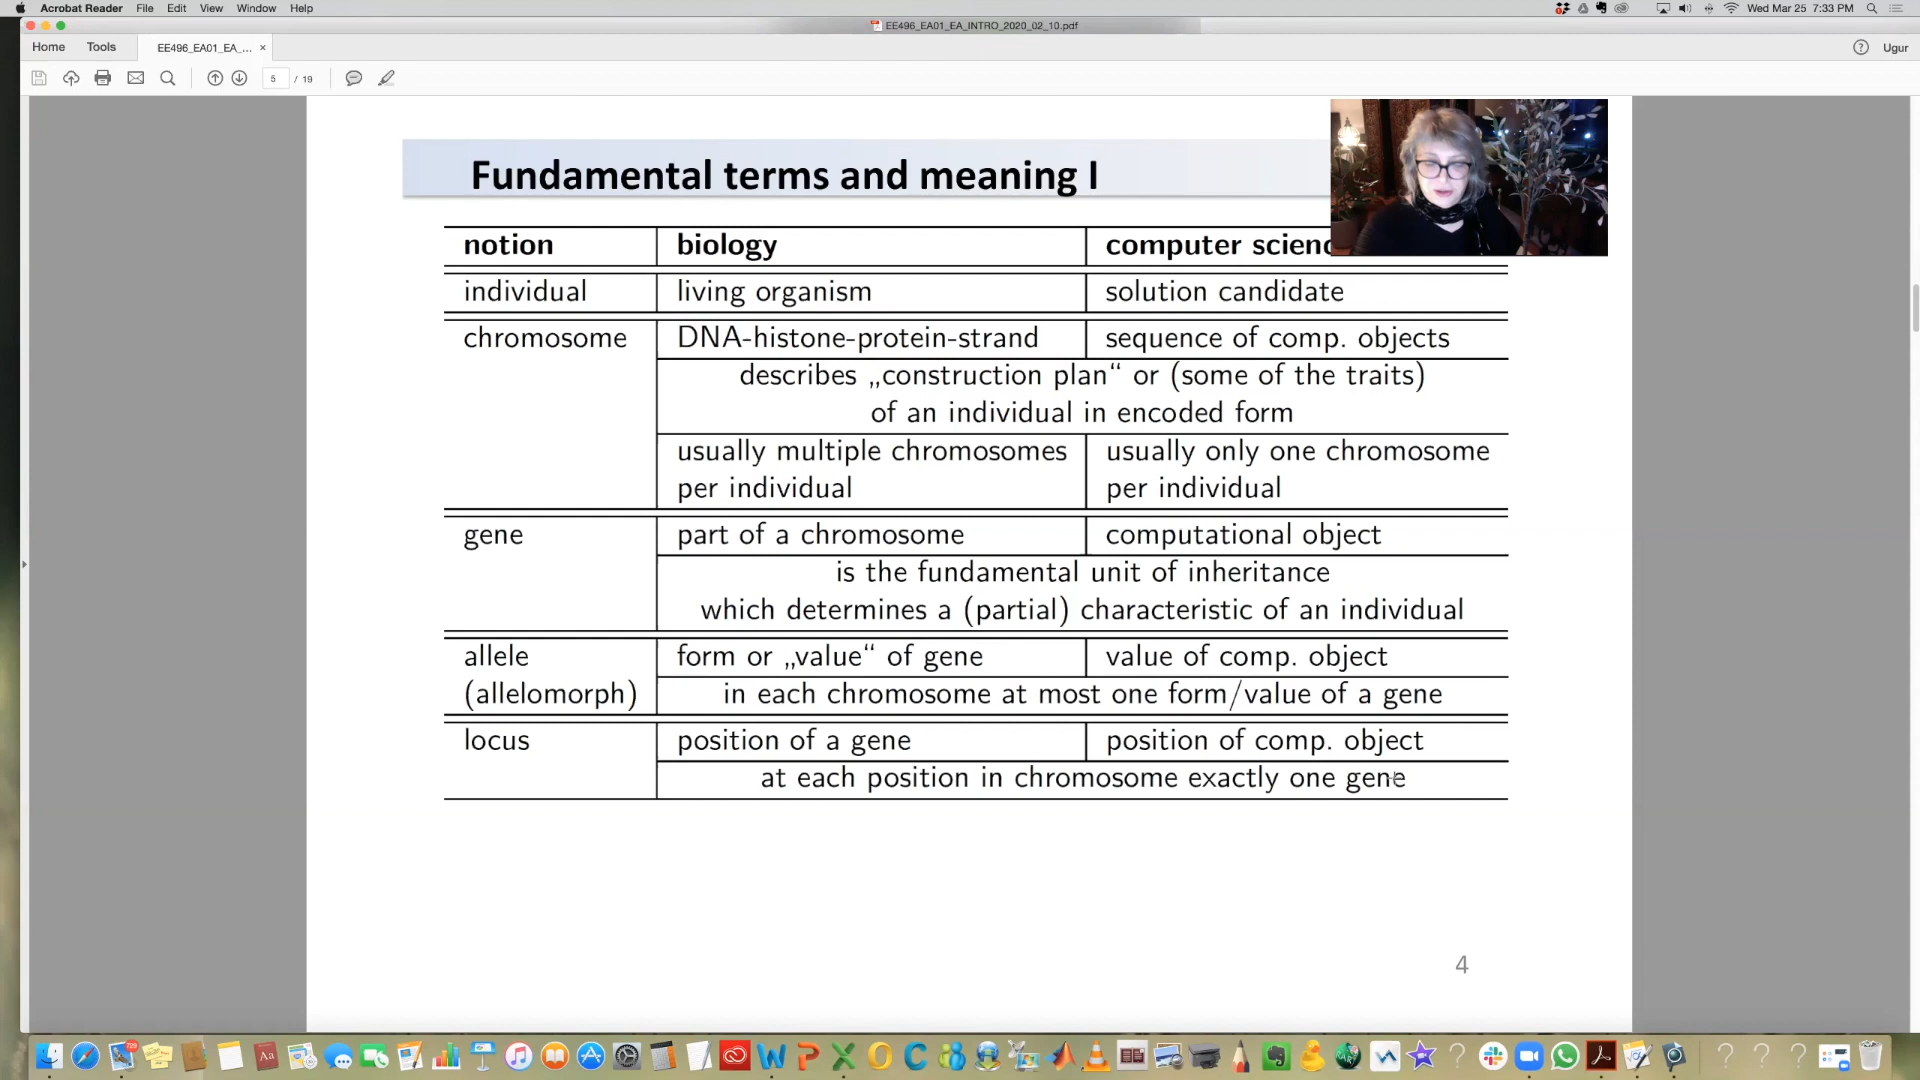 Acrobat Reader File Edit View Window Help
Wed Mar 25 7:33 PM
EE496_EA01_EA_INTRO_2020_02_10.pdf
Home Tools EE496_EA01_EA_... ×
Ugur
5 / 19
Fundamental terms and meaning I
notion biology computer scienc
individual living organism solution candidate
chromosome DNA-histone-protein-strand sequence of comp. objects
describes „construction plan“ or (some of the traits)
of an individual in encoded form
usually multiple chromosomes usually only one chromosome
per individual per individual
gene part of a chromosome computational object
is the fundamental unit of inheritance
which determines a (partial) characteristic of an individual
allele form or „value“ of gene value of comp. object
(allelomorph) in each chromosome at most one form/value of a gene
locus position of a gene position of comp. object
at each position in chromosome exactly one gene
4
729